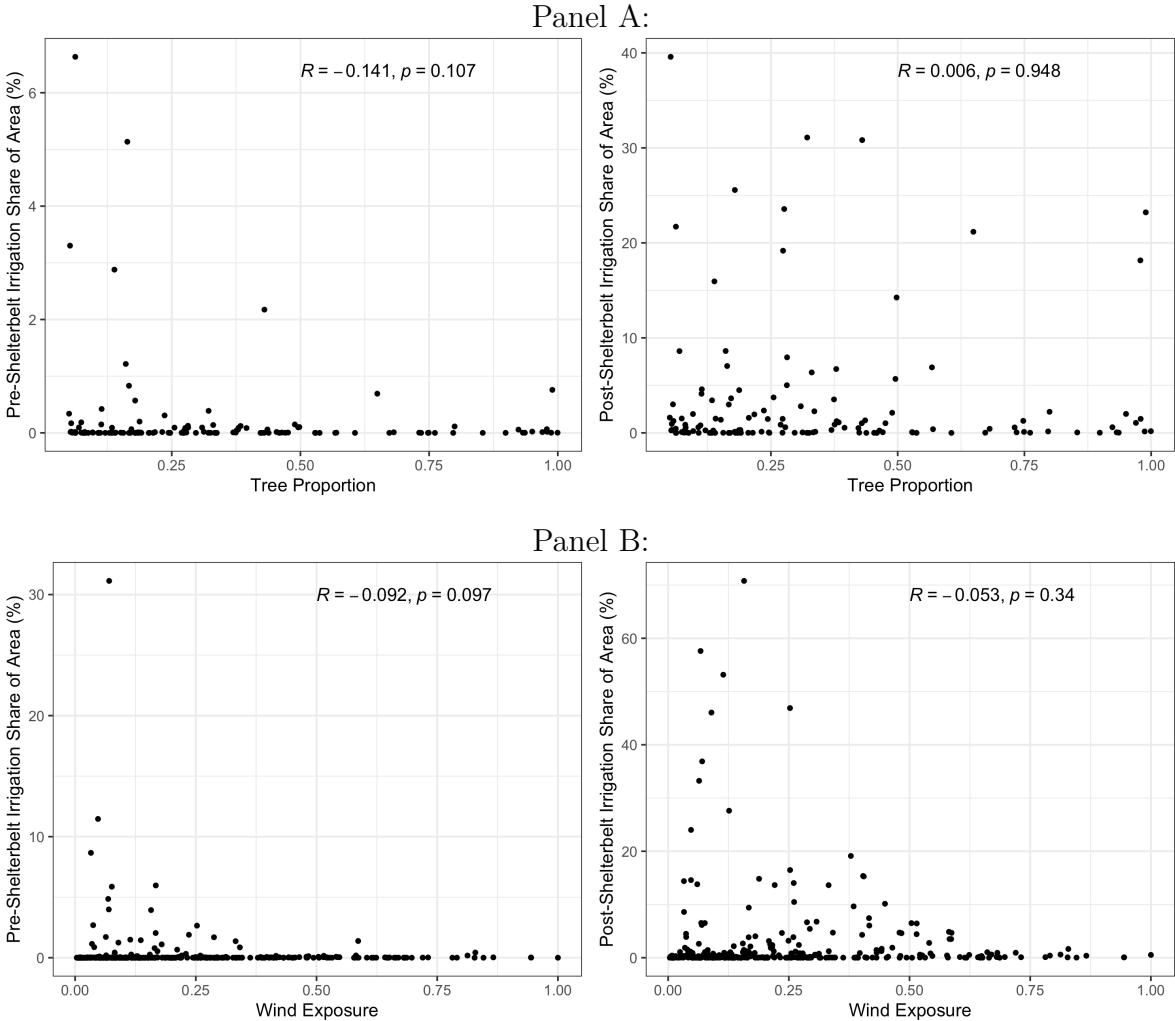 Panel A:
Pre-Shelterbelt Irrigation Share of Area (%)
R = −0.141, p = 0.107
6
4
2
0
0.25 0.50 0.75 1.00
Tree Proportion
Post-Shelterbelt Irrigation Share of Area (%)
R = 0.006, p = 0.948
40
30
20
10
0
0.25 0.50 0.75 1.00
Tree Proportion
Panel B:
Pre-Shelterbelt Irrigation Share of Area (%)
R = −0.092, p = 0.097
30
20
10
0
0.00 0.25 0.50 0.75 1.00
Wind Exposure
Post-Shelterbelt Irrigation Share of Area (%)
R = −0.053, p = 0.34
60
40
20
0
0.00 0.25 0.50 0.75 1.00
Wind Exposure